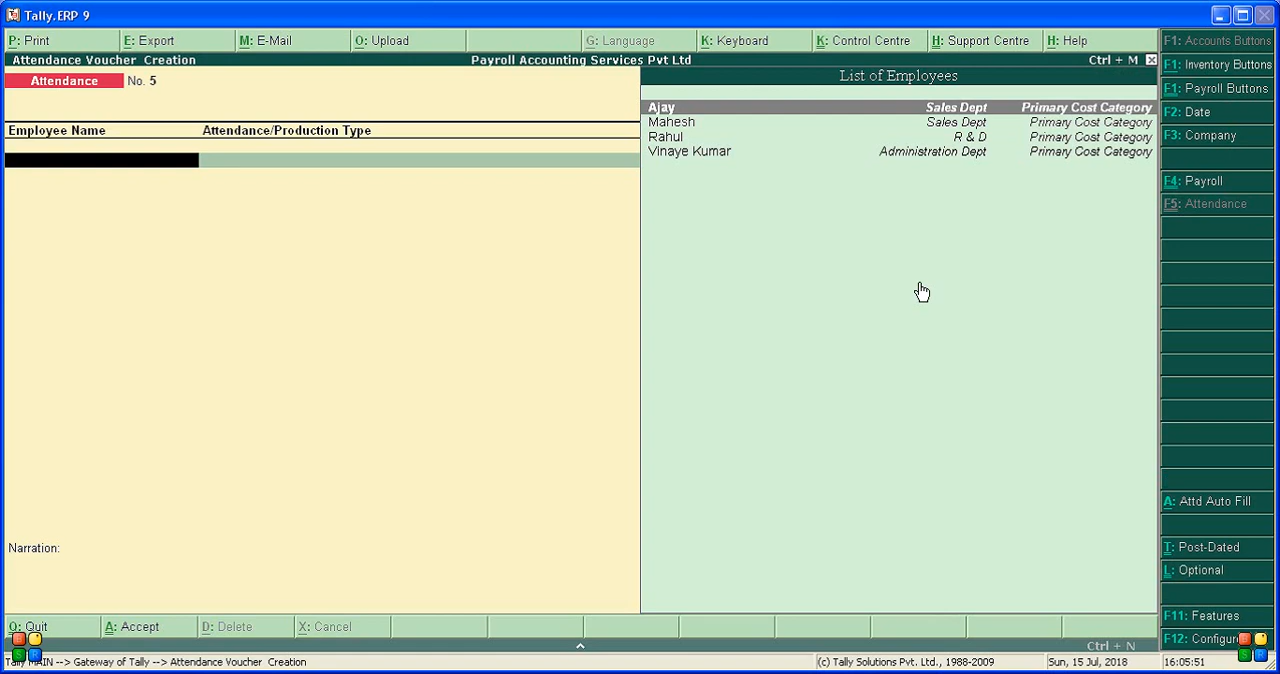 Tally.ERP 9
P: Print E: Export M: E-Mail O: Upload G: Language K: Keyboard K: Control Centre H: Support Centre H: Help
Attendance Voucher Creation Payroll Accounting Services Pvt Ltd Ctrl + M
Attendance No. 5
Employee Name Attendance/Production Type
List of Employees
Ajay Sales Dept Primary Cost Category
Mahesh Sales Dept Primary Cost Category
Rahul R & D Primary Cost Category
Vinaye Kumar Administration Dept Primary Cost Category
F1: Accounts Buttons
F1: Inventory Buttons
F1: Payroll Buttons
F2: Date
F3: Company
F4: Payroll
F5: Attendance
A: Attd Auto Fill
T: Post-Dated
L: Optional
F11: Features
F12: Configure
Narration:
Q: Quit A: Accept D: Delete X: Cancel
Ctrl + N
Tally MAIN --> Gateway of Tally --> Attendance Voucher Creation (c) Tally Solutions Pvt. Ltd., 1988-2009 Sun, 15 Jul, 2018 16:05:51